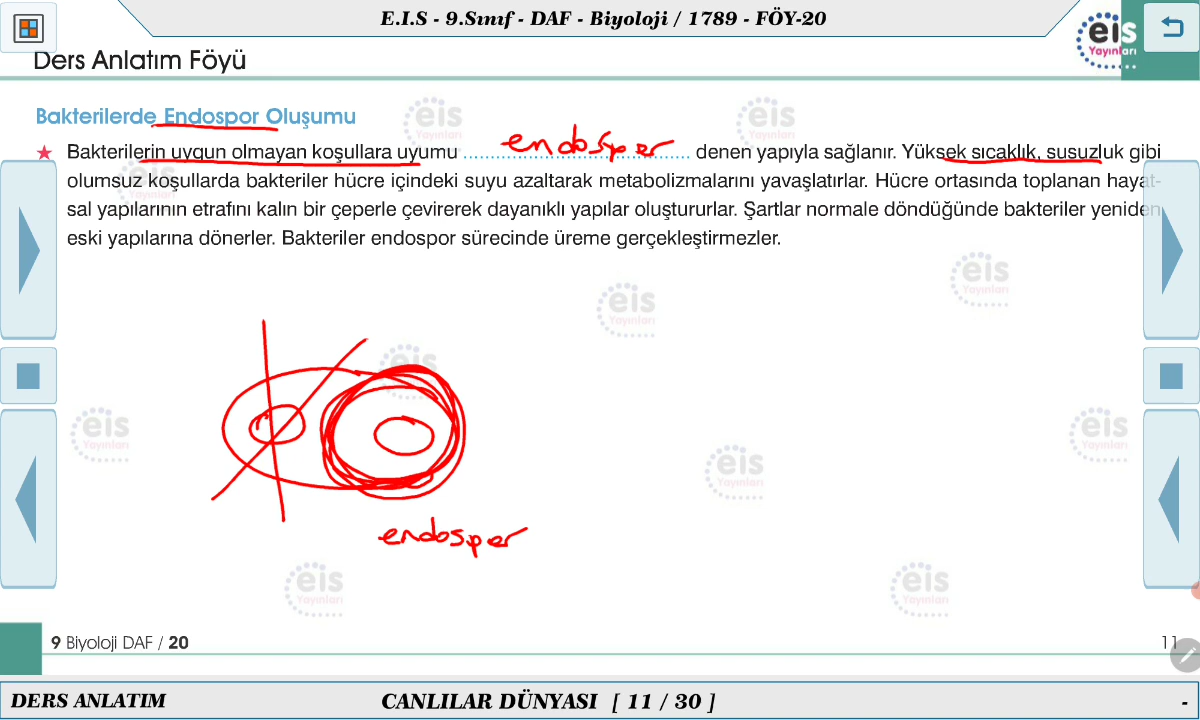 E.I.S - 9.Sınıf - DAF - Biyoloji / 1789 - FÖY-20
eis
Yayınları
Ders Anlatım Föyü
Bakterilerde Endospor Oluşumu
★ Bakterilerin uygun olmayan koşullara uyumu endospor denen yapıyla sağlanır. Yüksek sıcaklık, susuzluk gibi
olumsuz koşullarda bakteriler hücre içindeki suyu azaltarak metabolizmalarını yavaşlatırlar. Hücre ortasında toplanan hayat-
sal yapılarının etrafını kalın bir çeperle çevirerek dayanıklı yapılar oluştururlar. Şartlar normale döndüğünde bakteriler yeniden
eski yapılarına dönerler. Bakteriler endospor sürecinde üreme gerçekleştirmezler.
endospor
9 Biyoloji DAF / 20
11
DERS ANLATIM
CANLILAR DÜNYASI [ 11 / 30 ]
-